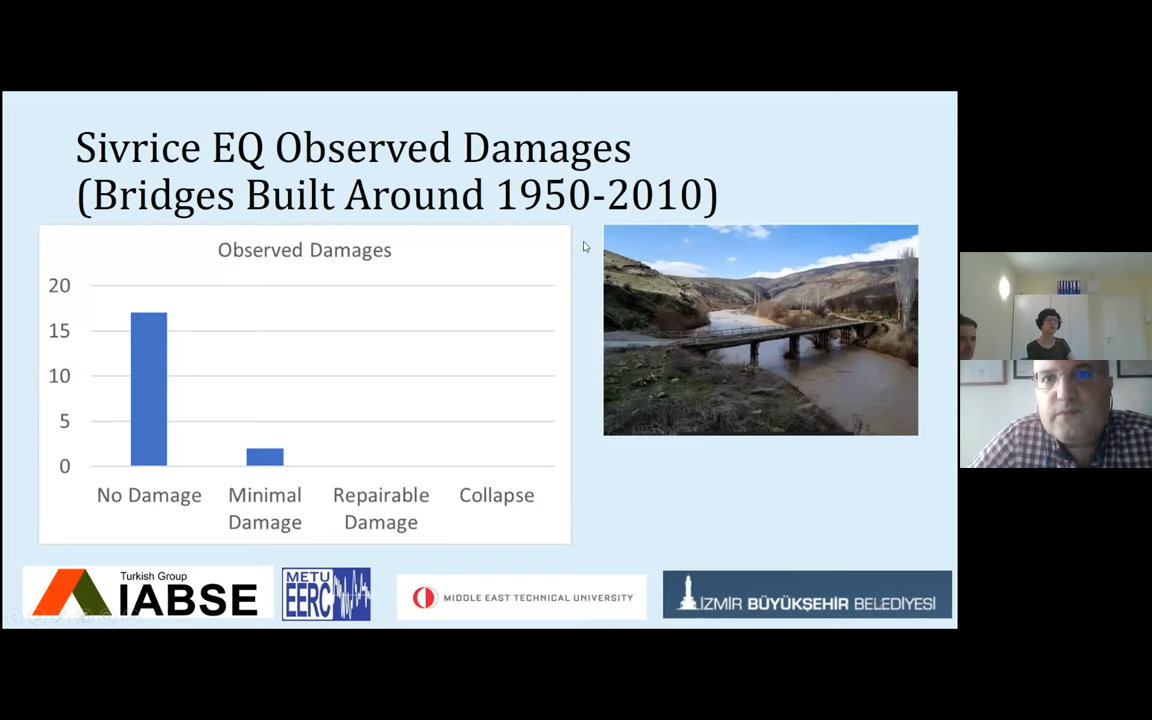 Sivrice EQ Observed Damages
(Bridges Built Around 1950-2010)
Observed Damages
20
15
10
5
0
No Damage
Minimal Damage
Repairable Damage
Collapse
Turkish Group
IABSE
METU
EERC
MIDDLE EAST TECHNICAL UNIVERSITY
İZMİR BÜYÜKŞEHİR BELEDİYESİ